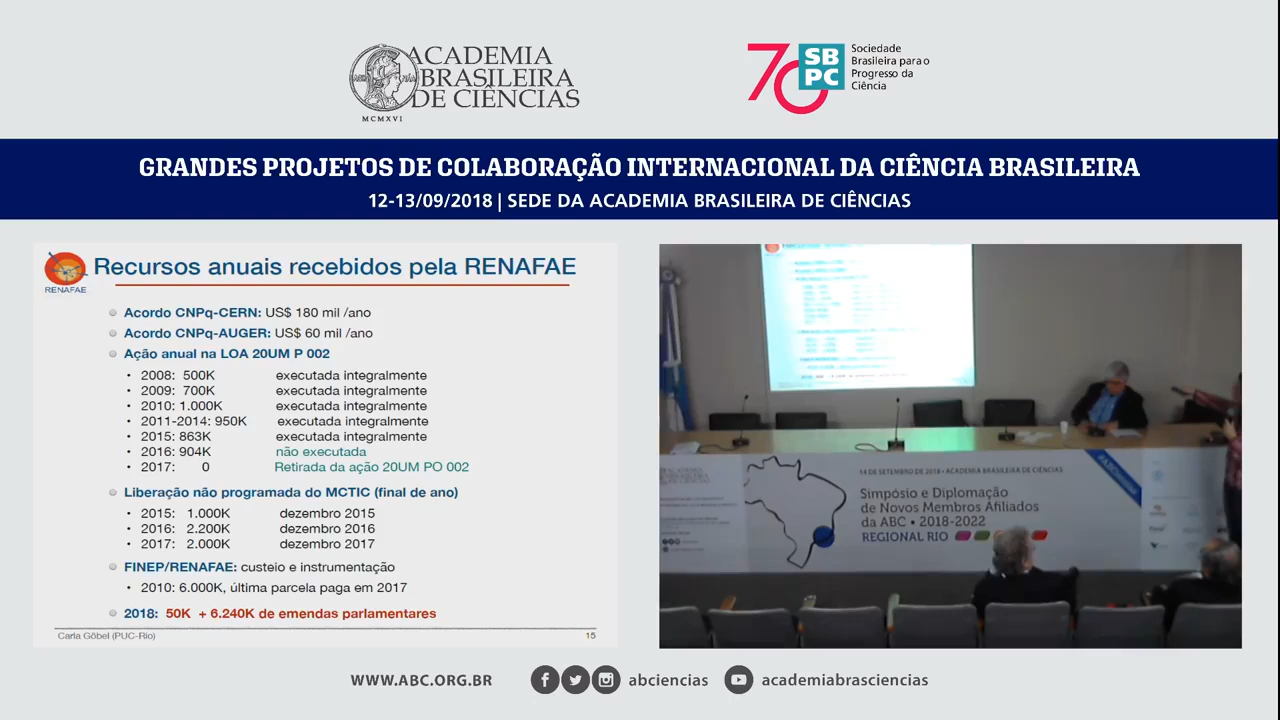 ACADEMIA
BRASILEIRA
DE CIÊNCIAS
MCMXVI
70
SB
PC
Sociedade
Brasileira para o
Progresso da
Ciência
GRANDES PROJETOS DE COLABORAÇÃO INTERNACIONAL DA CIÊNCIA BRASILEIRA
12-13/09/2018 | SEDE DA ACADEMIA BRASILEIRA DE CIÊNCIAS
RENAFAE
Recursos anuais recebidos pela RENAFAE
Acordo CNPq-CERN: US$ 180 mil /ano
Acordo CNPq-AUGER: US$ 60 mil /ano
Ação anual na LOA 20UM P 002
• 2008: 500K executada integralmente
• 2009: 700K executada integralmente
• 2010: 1.000K executada integralmente
• 2011-2014: 950K executada integralmente
• 2015: 863K executada integralmente
• 2016: 904K não executada
• 2017: 0 Retirada da ação 20UM PO 002
Liberação não programada do MCTIC (final de ano)
• 2015: 1.000K dezembro 2015
• 2016: 2.200K dezembro 2016
• 2017: 2.000K dezembro 2017
FINEP/RENAFAE: custeio e instrumentação
• 2010: 6.000K, última parcela paga em 2017
2018: 50K + 6.240K de emendas parlamentares
Carla Göbel (PUC-Rio) 15
14 DE SETEMBRO DE 2018 • ACADEMIA BRASILEIRA DE CIÊNCIAS
Simpósio e Diplomação
de Novos Membros Afiliados
da ABC • 2018-2022
REGIONAL RIO
WWW.ABC.ORG.BR
abciencias
academiabrasciencias